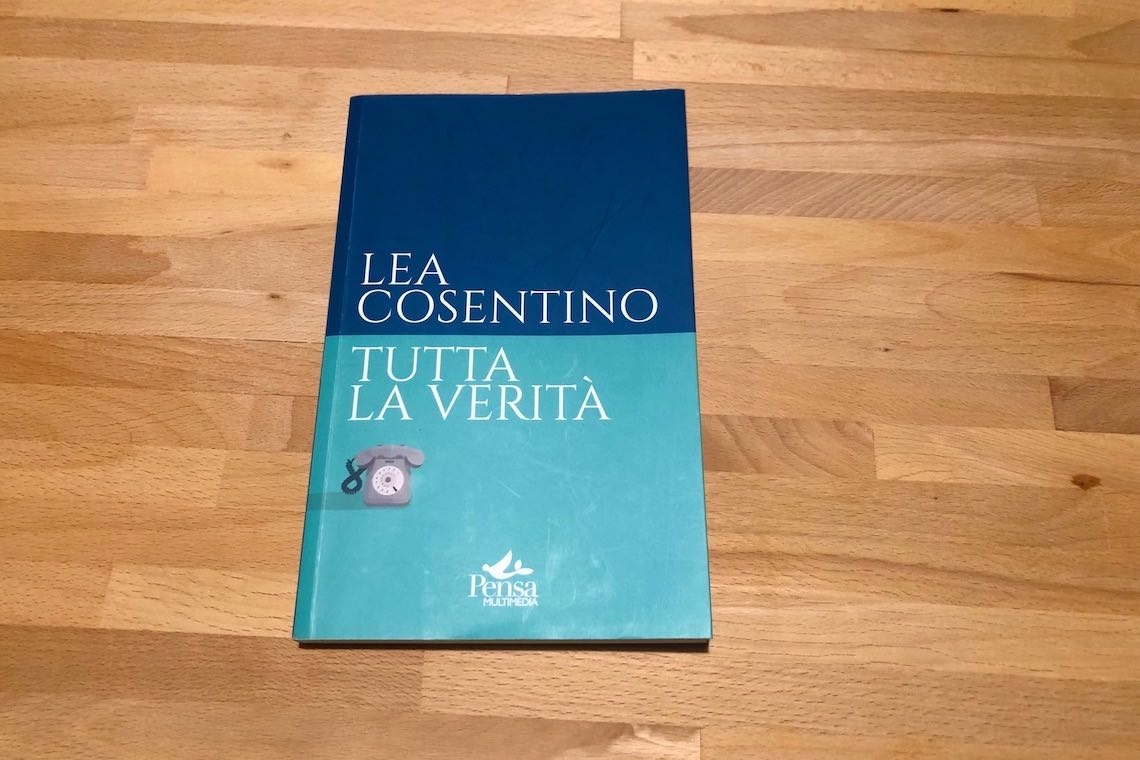 LEA
COSENTINO
TUTTA
LA VERITÀ
Pensa
MULTIMEDIA